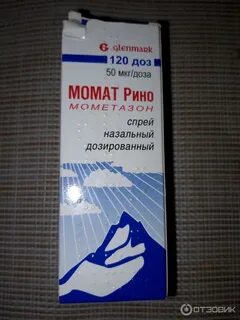 G glenmark
120 доз
50 мкг/доза
МОМАТ Рино
МОМЕТАЗОН
спрей
назальный
дозированный
ОТЗОВИК